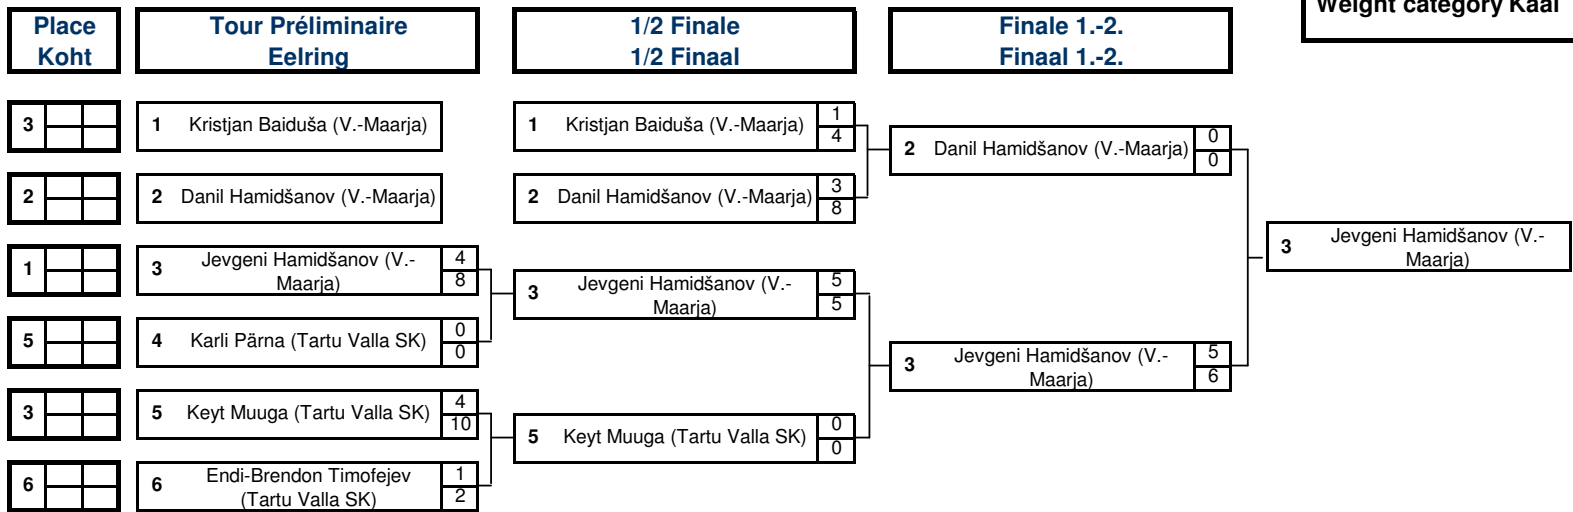 Weight category Kaal
Place
Koht
Tour Préliminaire
Eelring
1/2 Finale
1/2 Finaal
Finale 1.-2.
Finaal 1.-2.
3
1 Kristjan Baiduša (V.-Maarja)
1 Kristjan Baiduša (V.-Maarja) 1
4
2 Danil Hamidšanov (V.-Maarja) 0
0
2
2 Danil Hamidšanov (V.-Maarja)
2 Danil Hamidšanov (V.-Maarja) 3
8
3 Jevgeni Hamidšanov (V.-
Maarja)
1
3 Jevgeni Hamidšanov (V.- 4
Maarja) 8
3 Jevgeni Hamidšanov (V.- 5
Maarja) 5
5
4 Karli Pärna (Tartu Valla SK) 0
0
3 Jevgeni Hamidšanov (V.- 5
Maarja) 6
3
5 Keyt Muuga (Tartu Valla SK) 4
10
5 Keyt Muuga (Tartu Valla SK) 0
0
6
6 Endi-Brendon Timofejev 1
(Tartu Valla SK) 2